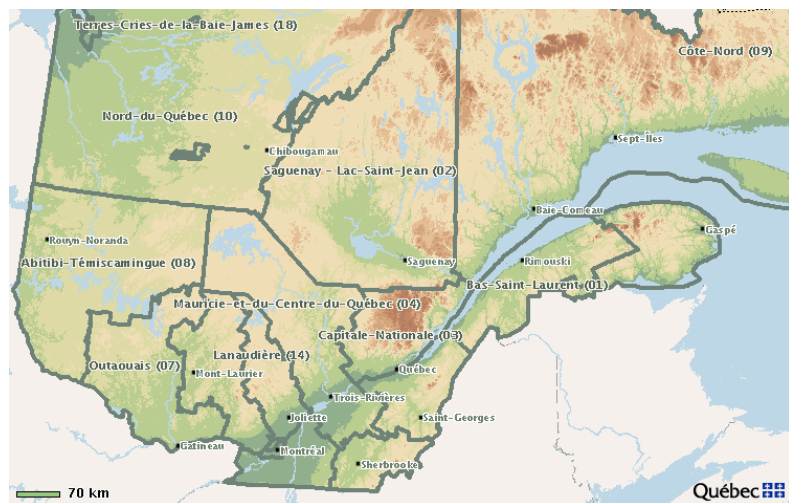 Terres-Cries-de-la-Baie-James (18)
Côte-Nord (09)
Nord-du-Québec (10)
Sept-Îles
Chibougamau
Saguenay - Lac-Saint-Jean (02)
Baie-Comeau
Gaspé
Rouyn-Noranda
Saguenay
Rimouski
Abitibi-Témiscamingue (08)
Bas-Saint-Laurent (01)
Mauricie-et-du-Centre-du-Québec (04)
Capitale-Nationale (03)
Lanaudière (14)
Outaouais (07)
Mont-Laurier
Québec
Trois-Rivières
Joliette
Saint-Georges
Gatineau
Montréal
Sherbrooke
70 km
Québec